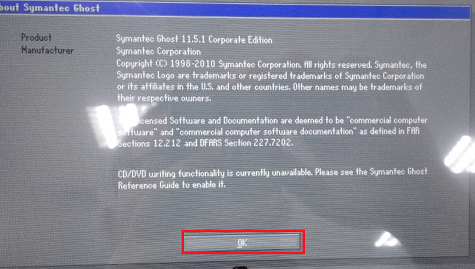 bout Symantec Ghost
Product Symantec Ghost 11.5.1 Corporate Edition
Manufacturer Symantec Corporation
Copyright (C) 1998-2010 Symantec Corporation. All rights reserved. Symantec, the
Symantec Logo are trademarks or registered trademarks of Symantec Corporation
or its affiliates in the U.S. and other countries. Other names may be trademarks of
their respective owners.
licensed Software and Documentation are deemed to be "commercial computer
software" and "commercial computer software documentation" as defined in FAR
Sections 12.212 and DFARS Section 227.7202.
CD/DVD writing functionality is currently unavailable. Please see the Symantec Ghost
Reference Guide to enable it.
OK